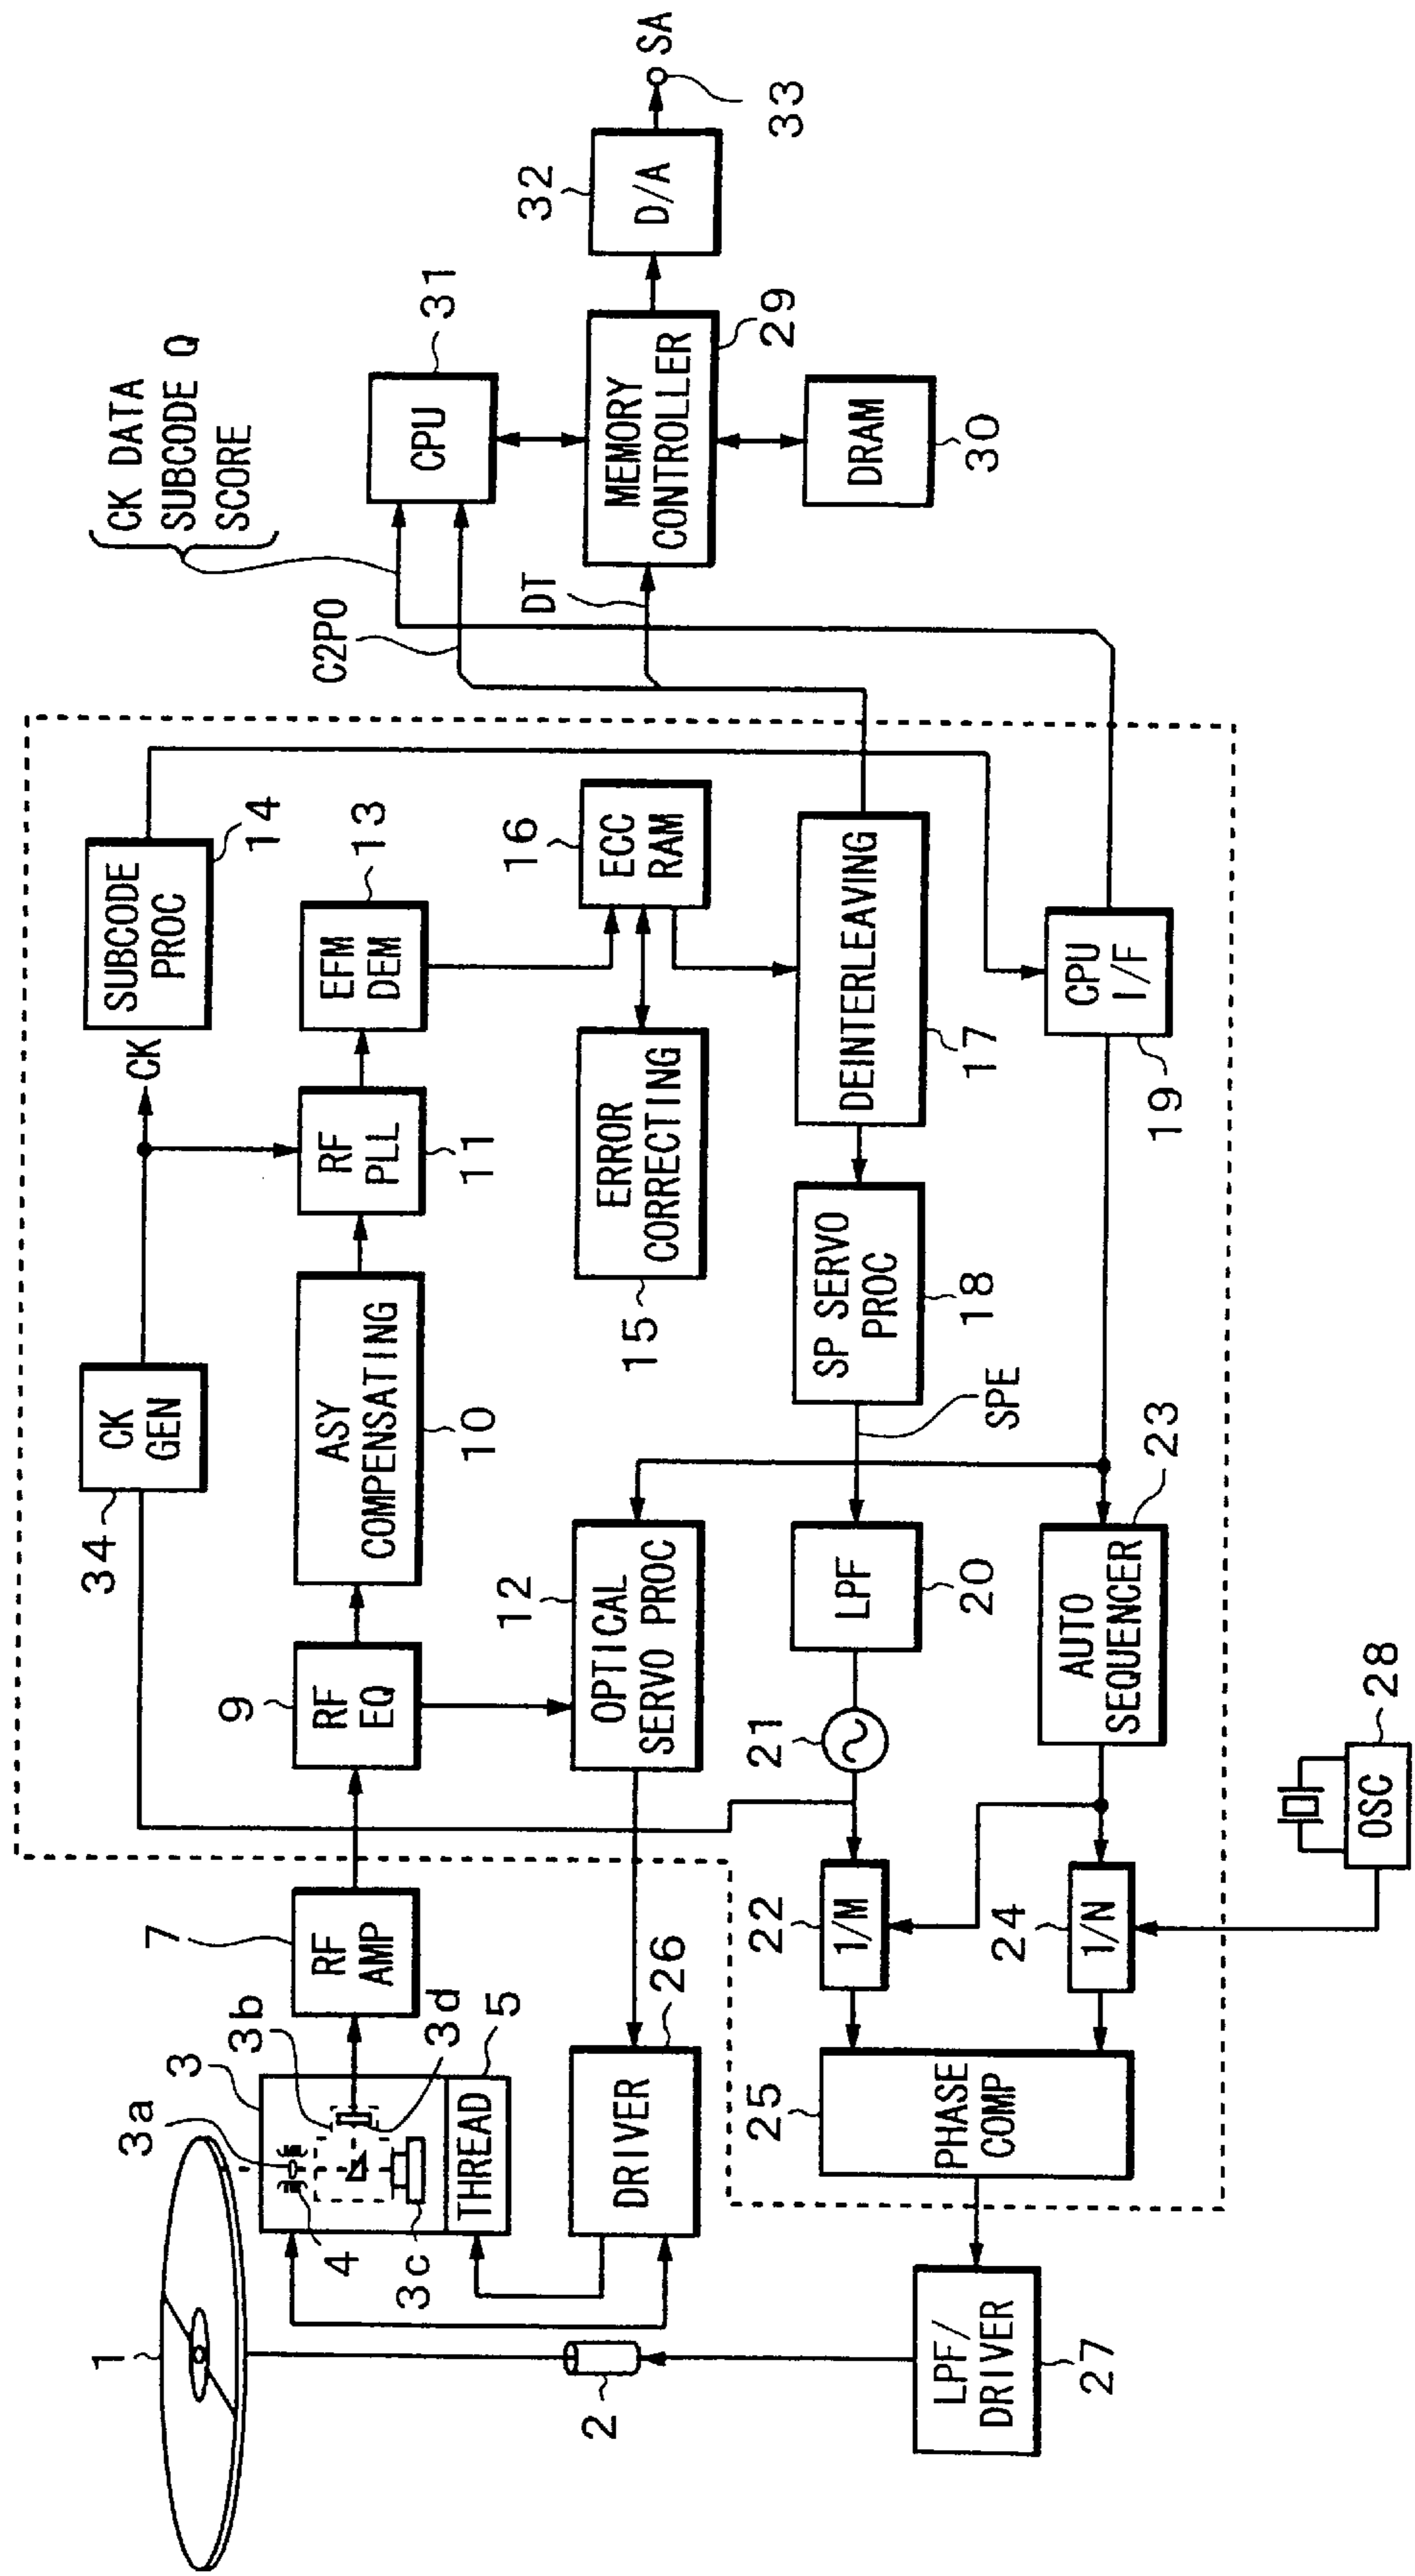 1
2
3
3a
3b
3c
3d
4
THREAD
5
RF
AMP
7
RF
EQ
9
ASY
COMPENSATING
10
RF
PLL
11
CK
CK
GEN
34
SUBCODE
PROC
14
EFM
DEM
13
ECC
RAM
16
ERROR
CORRECTING
15
OPTICAL
SERVO PROC
12
DRIVER
26
DEINTERLEAVING
17
SP SERVO
PROC
18
SPE
LPF
20
21
1/M
22
1/N
24
PHASE
COMP
25
LPF/
DRIVER
27
AUTO
SEQUENCER
23
OSC
28
CPU
I/F
19
CK DATA
SUBCODE Q
SCORE
C2PO
DT
CPU
31
MEMORY
CONTROLLER
29
DRAM
30
D/A
32
SA
33